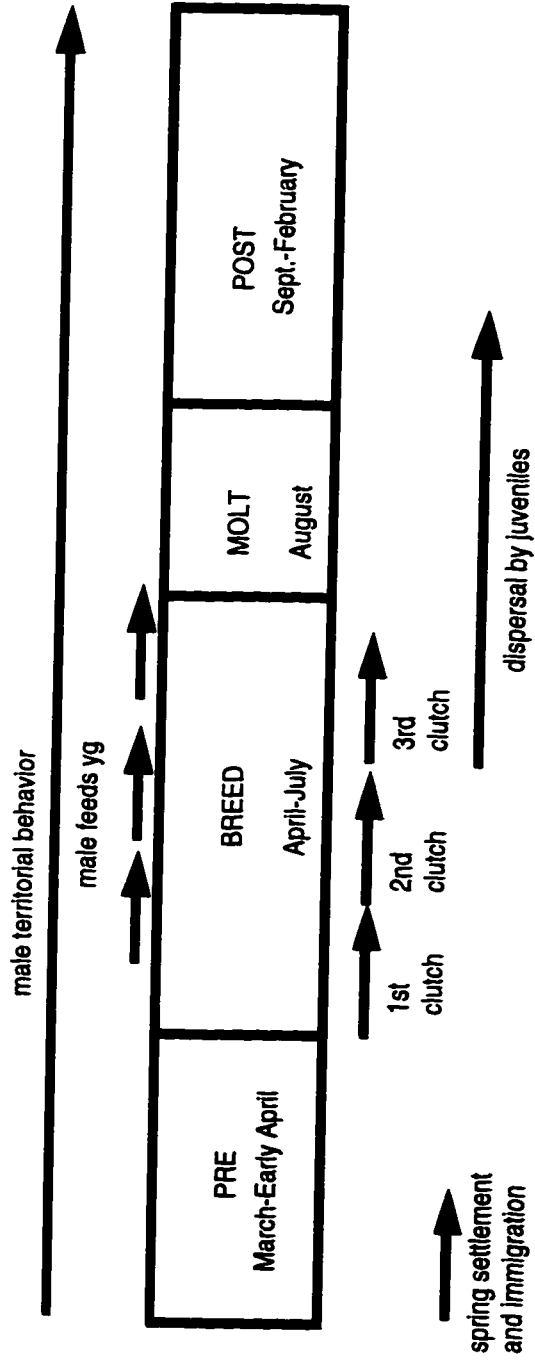 male territorial behavior
male feeds yg
PRE
March-Early April
BREED
April-July
MOLT
August
POST
Sept.-February
1st
clutch
2nd
clutch
3rd
clutch
spring settlement
and immigration
dispersal by juveniles